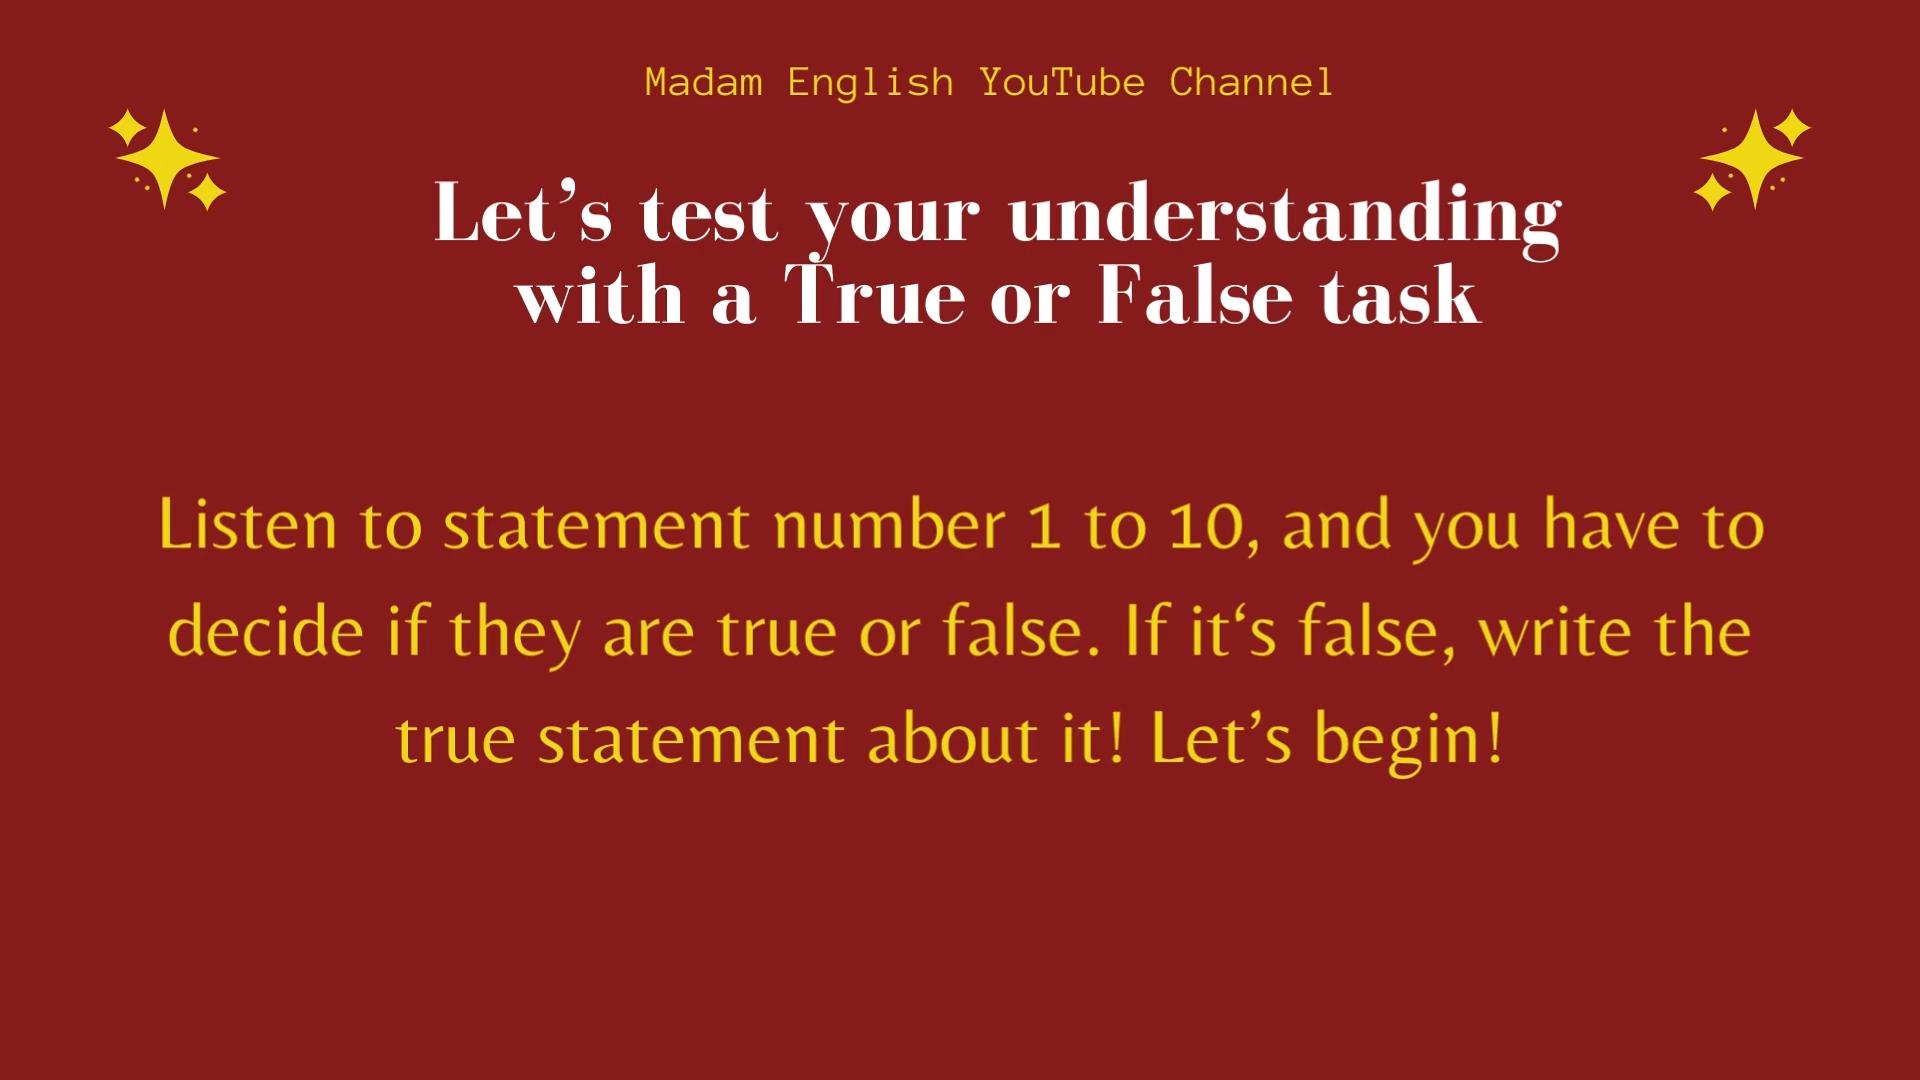 Madam English YouTube Channel
Let’s test your understanding
with a True or False task
Listen to statement number 1 to 10, and you have to
decide if they are true or false. If it‘s false, write the
true statement about it! Let’s begin!